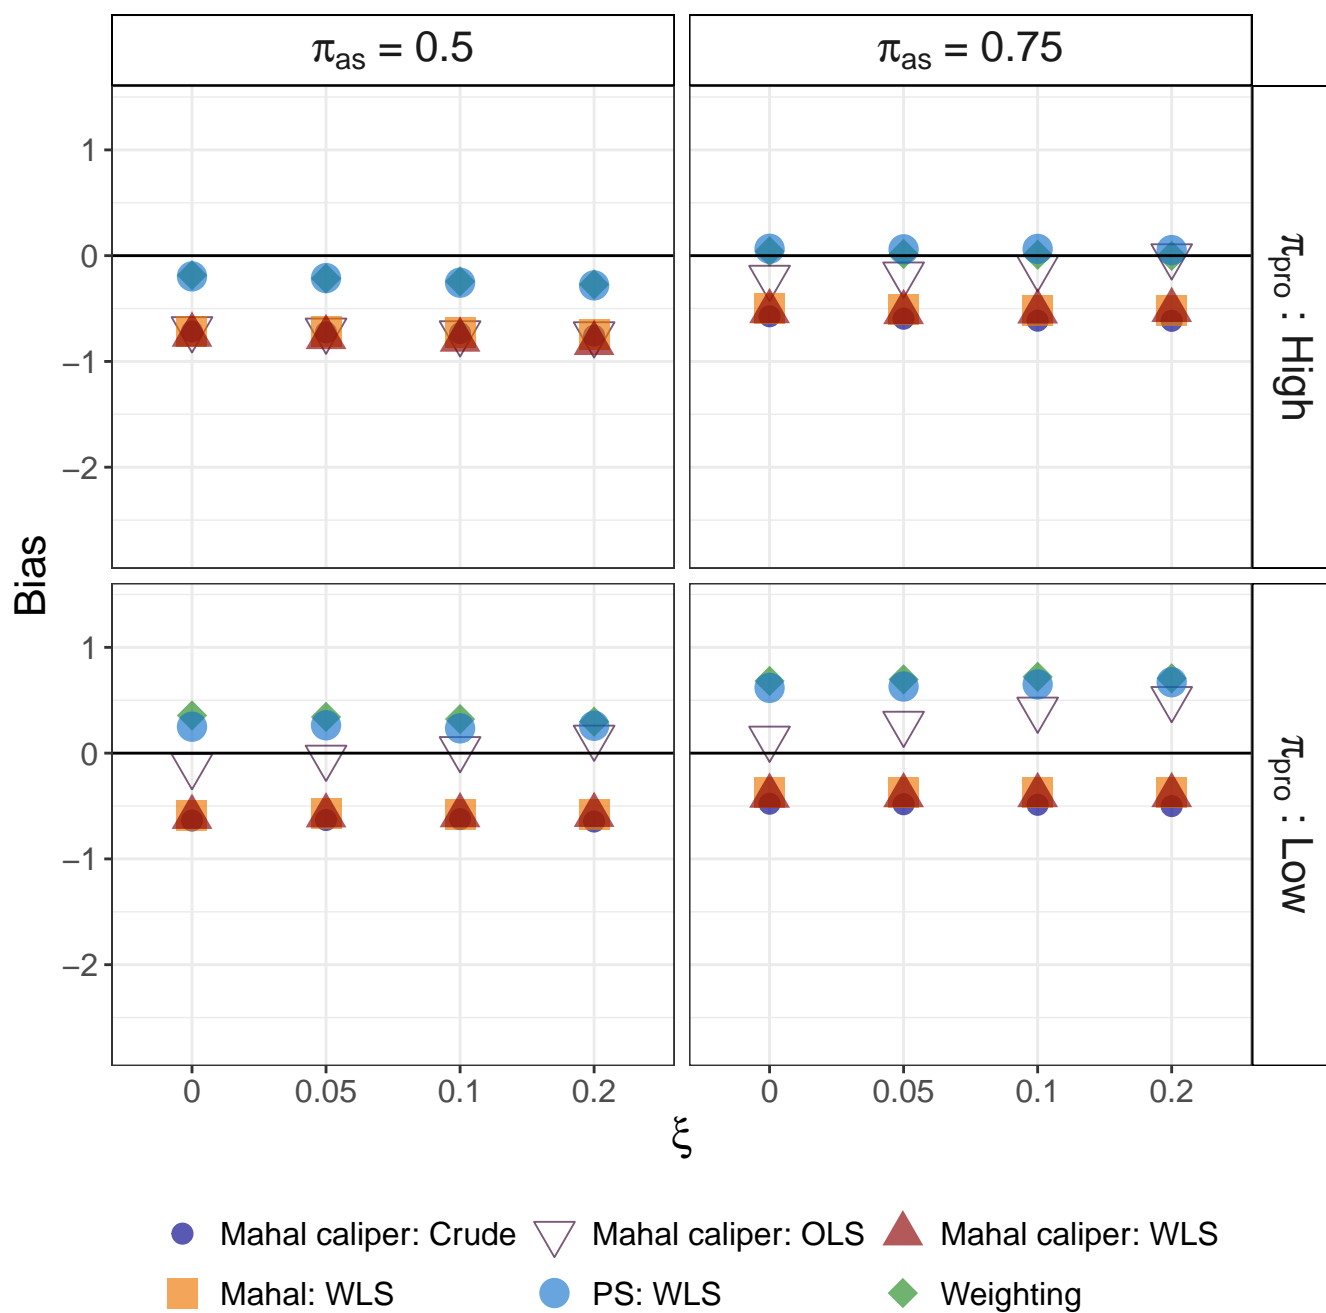 π_as = 0.5
π_as = 0.75
1
0
−1
−2
π_pro : High
Bias
1
0
−1
−2
π_pro : Low
0 0.05 0.1 0.2
0 0.05 0.1 0.2
ξ
Mahal caliper: Crude
Mahal caliper: OLS
Mahal caliper: WLS
Mahal: WLS
PS: WLS
Weighting